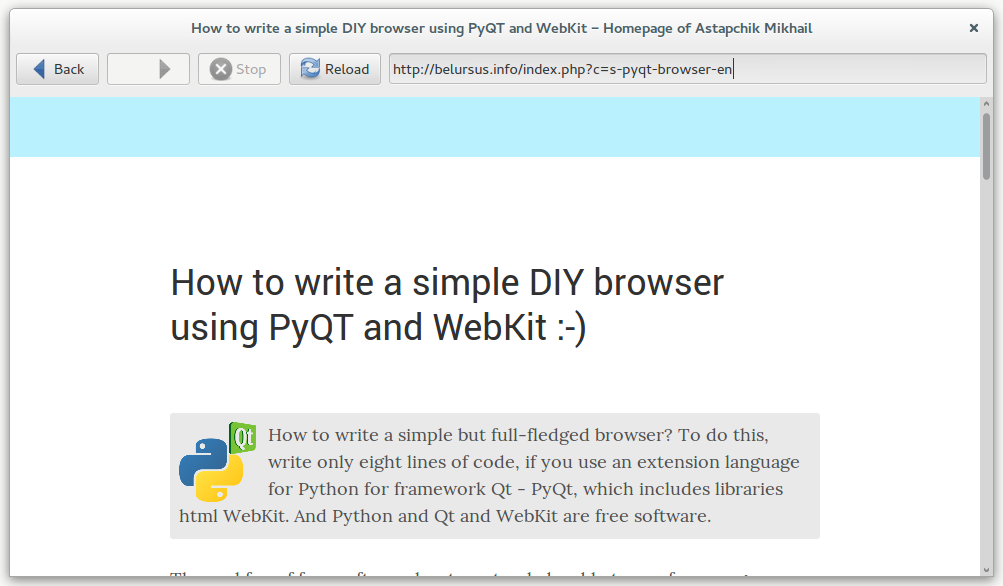 How to write a simple DIY browser using PyQT and WebKit – Homepage of Astapchik Mikhail
Back Stop Reload http://belursus.info/index.php?c=s-pyqt-browser-en
How to write a simple DIY browser
using PyQT and WebKit :-)
Qt
How to write a simple but full-fledged browser? To do this,
write only eight lines of code, if you use an extension language
for Python for framework Qt - PyQt, which includes libraries
html WebKit. And Python and Qt and WebKit are free software.